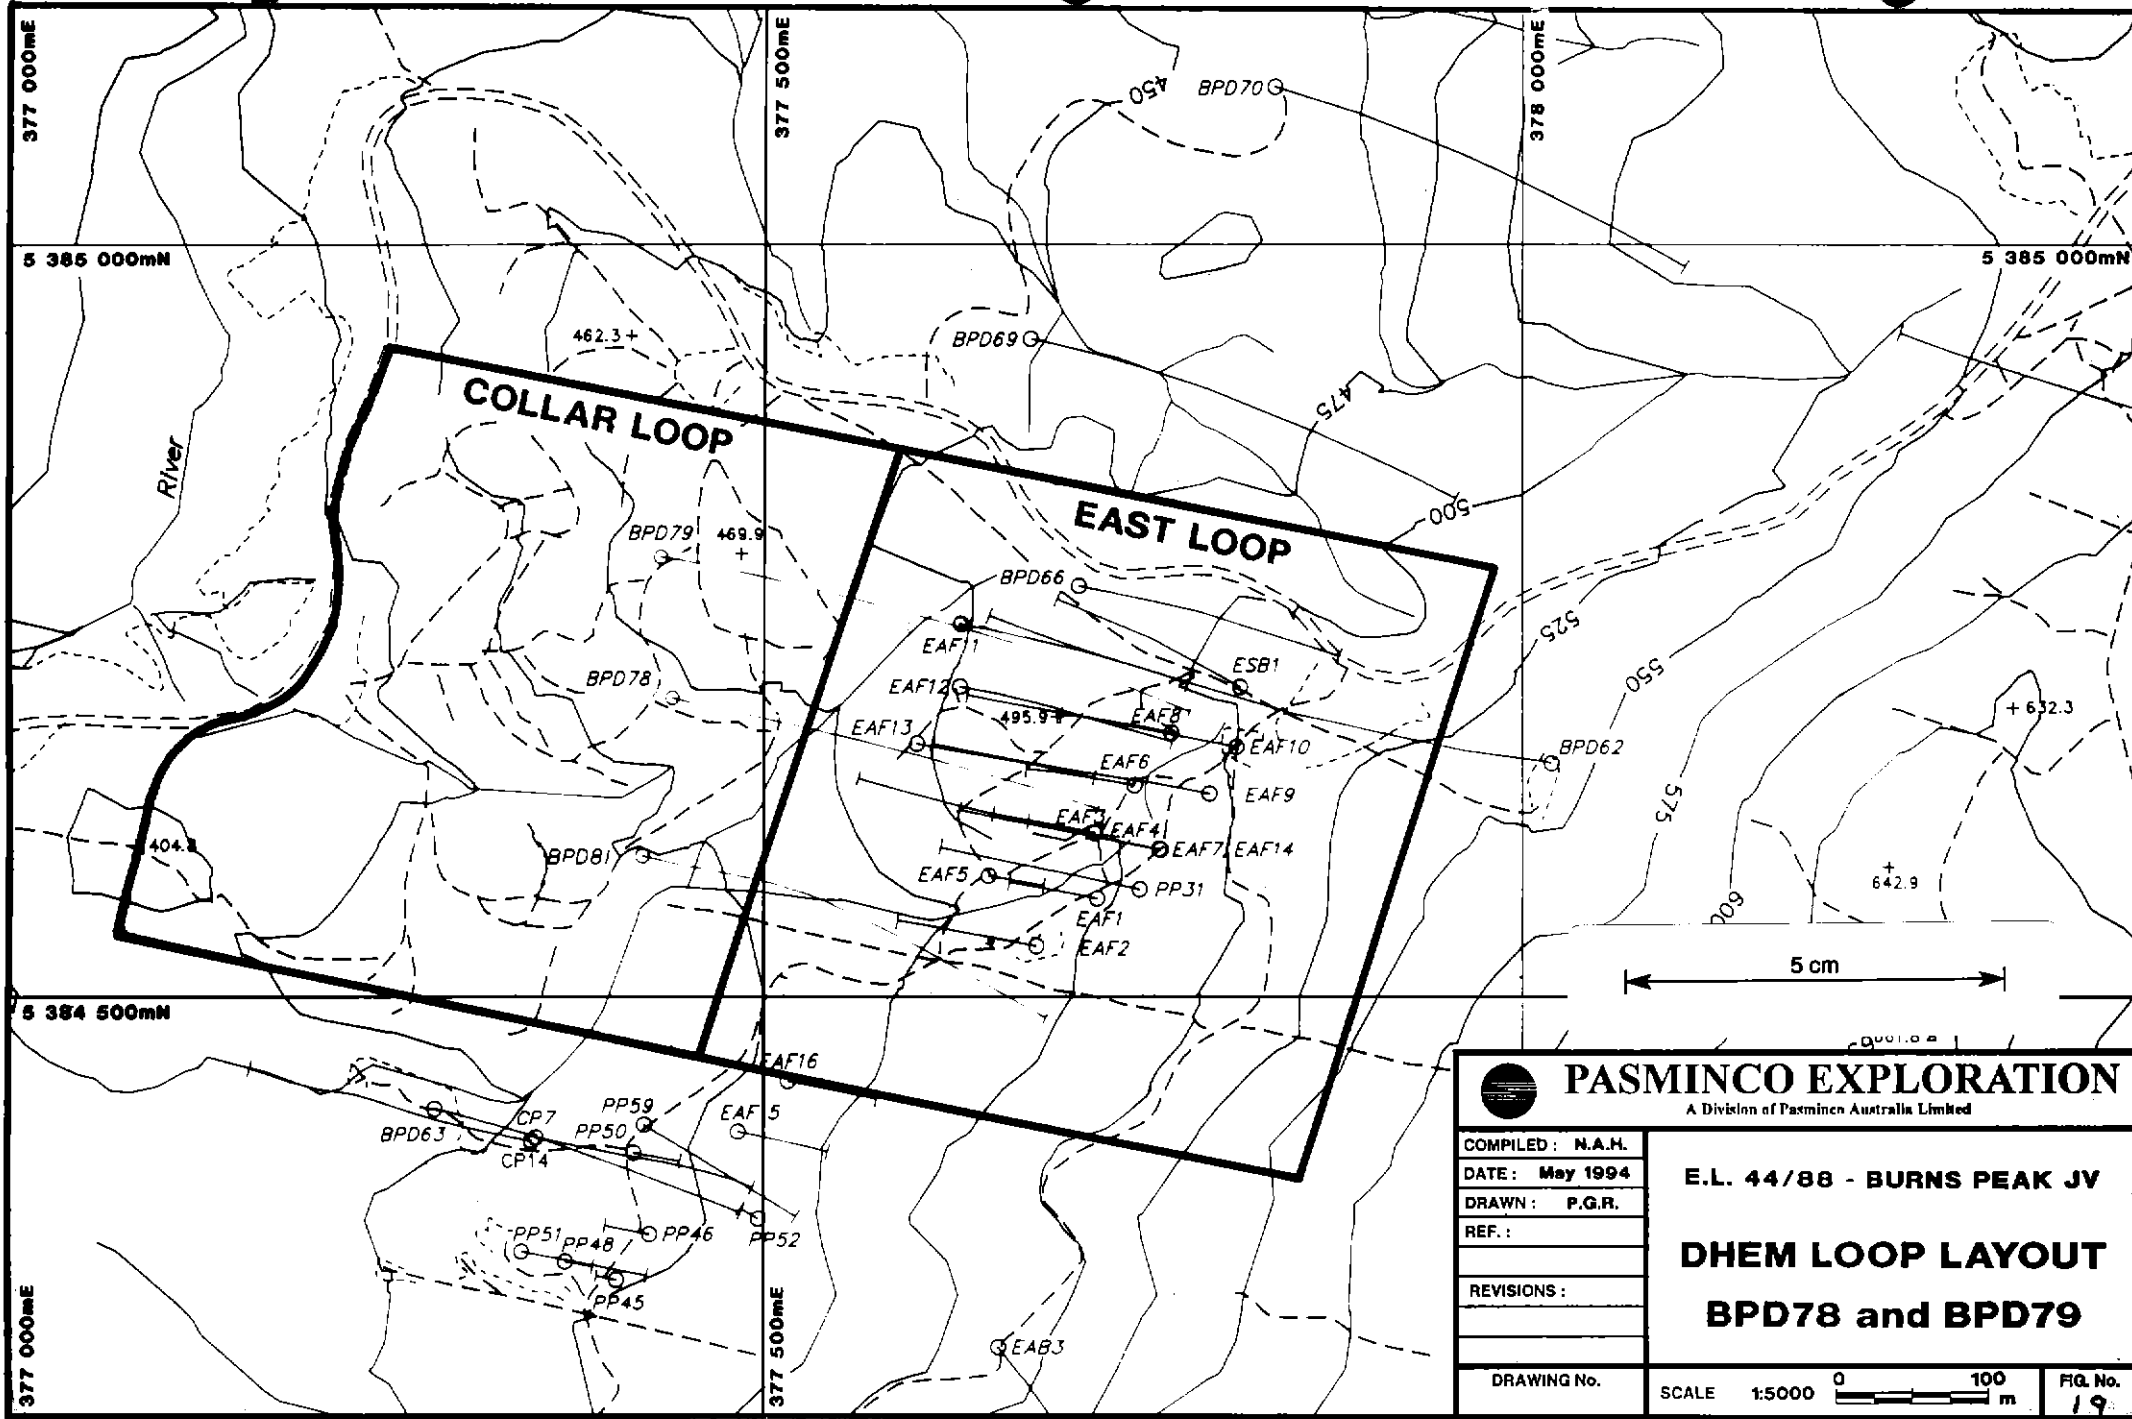 377 000mE
377 500mE
378 000mE
450
BPD70
5 385 000mN
5 385 000mN
462.3
BPD69
475
COLLAR LOOP
River
500
EAST LOOP
BPD79
469.9
BPD66
525
EAF11
ESB1
550
BPD78
EAF12
632.3
495.9
EAF8
EAF13
EAF10
BPD62
EAF6
EAF9
575
EAF3
EAF4
404.
BPD81
EAF7, EAF14
EAF5
PP31
642.9
600
EAF1
EAF2
5 cm
5 384 500mN
EAF16
PP59
EAF15
CP7
PP50
BPD63
CP14
PP46
PP52
PP51
PP48
PP45
EAB3
377 000mE
377 500mE
PASMINCO EXPLORATION
A Division of Pasminco Australia Limited
COMPILED : N.A.H.
DATE : May 1994
DRAWN : P.G.R.
REF. :
REVISIONS :
DRAWING No.
E.L. 44/88 - BURNS PEAK JV
DHEM LOOP LAYOUT
BPD78 and BPD79
SCALE 1:5000 0 100 m
FIG. No.
19